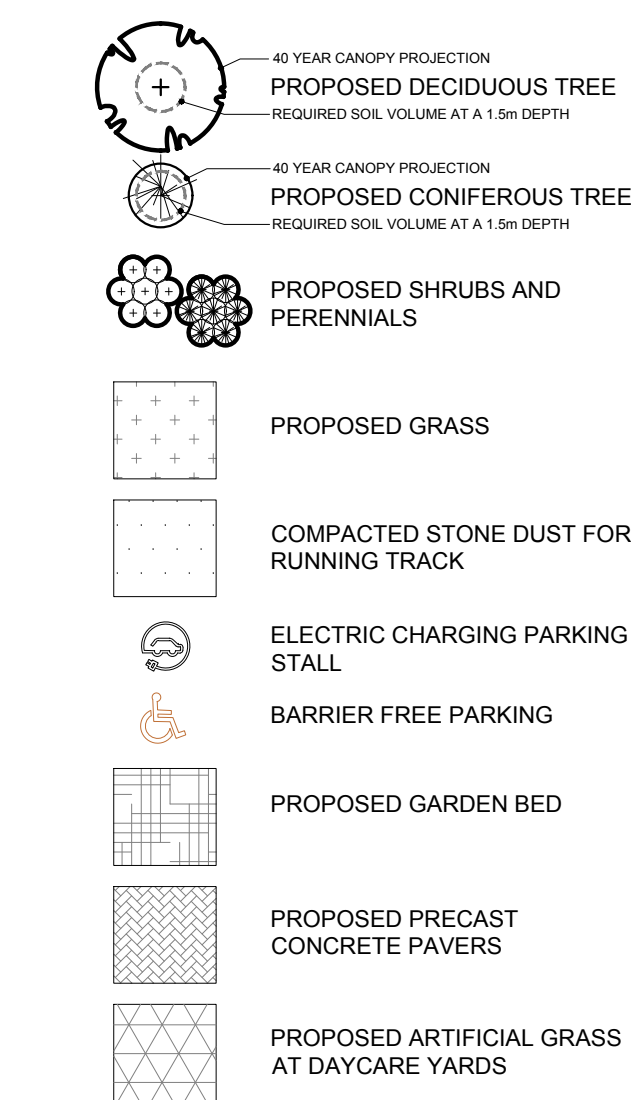 40 YEAR CANOPY PROJECTION
PROPOSED DECIDUOUS TREE
REQUIRED SOIL VOLUME AT A 1.5m DEPTH
40 YEAR CANOPY PROJECTION
PROPOSED CONIFEROUS TREE
REQUIRED SOIL VOLUME AT A 1.5m DEPTH
PROPOSED SHRUBS AND
PERENNIALS
PROPOSED GRASS
COMPACTED STONE DUST FOR
RUNNING TRACK
ELECTRIC CHARGING PARKING
STALL
BARRIER FREE PARKING
PROPOSED GARDEN BED
PROPOSED PRECAST
CONCRETE PAVERS
PROPOSED ARTIFICIAL GRASS
AT DAYCARE YARDS